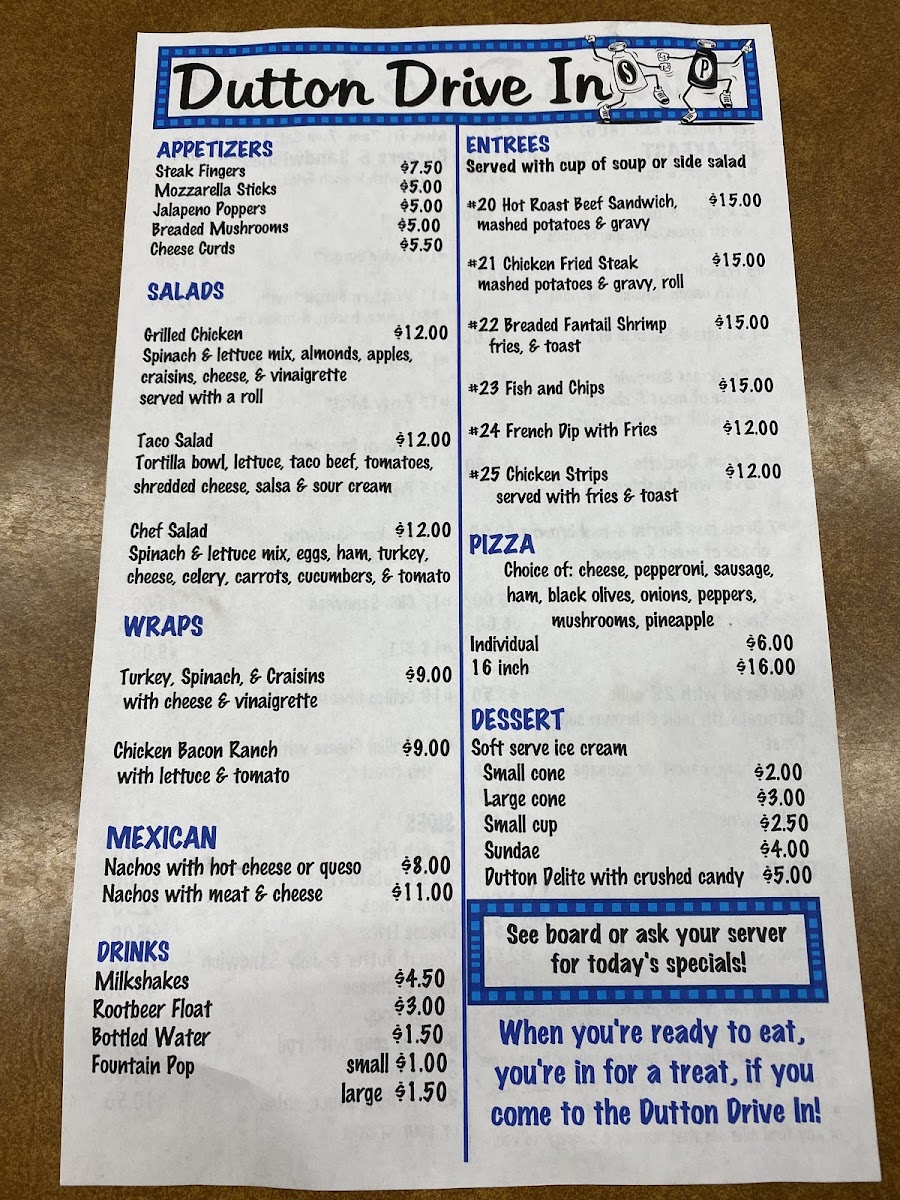 Dutton Drive In
S P
APPETIZERS
Steak Fingers $7.50
Mozzarella Sticks $5.00
Jalapeno Poppers $5.00
Breaded Mushrooms $5.00
Cheese Curds $5.50
SALADS
Grilled Chicken $12.00
Spinach & lettuce mix, almonds, apples,
craisins, cheese, & vinaigrette
served with a roll
Taco Salad $12.00
Tortilla bowl, lettuce, taco beef, tomatoes,
shredded cheese, salsa & sour cream
Chef Salad $12.00
Spinach & lettuce mix, eggs, ham, turkey,
cheese, celery, carrots, cucumbers, & tomato
WRAPS
Turkey, Spinach, & Craisins $9.00
with cheese & vinaigrette
Chicken Bacon Ranch $9.00
with lettuce & tomato
MEXICAN
Nachos with hot cheese or queso $8.00
Nachos with meat & cheese $11.00
DRINKS
Milkshakes $4.50
Rootbeer Float $3.00
Bottled Water $1.50
Fountain Pop small $1.00
large $1.50
ENTREES
Served with cup of soup or side salad
#20 Hot Roast Beef Sandwich, $15.00
mashed potatoes & gravy
#21 Chicken Fried Steak $15.00
mashed potatoes & gravy, roll
#22 Breaded Fantail Shrimp $15.00
fries, & toast
#23 Fish and Chips $15.00
#24 French Dip with Fries $12.00
#25 Chicken Strips $12.00
served with fries & toast
PIZZA
Choice of: cheese, pepperoni, sausage,
ham, black olives, onions, peppers,
mushrooms, pineapple
Individual $6.00
16 inch $16.00
DESSERT
Soft serve ice cream
Small cone $2.00
Large cone $3.00
Small cup $2.50
Sundae $4.00
Dutton Delite with crushed candy $5.00
See board or ask your server
for today's specials!
When you're ready to eat,
you're in for a treat, if you
come to the Dutton Drive In!